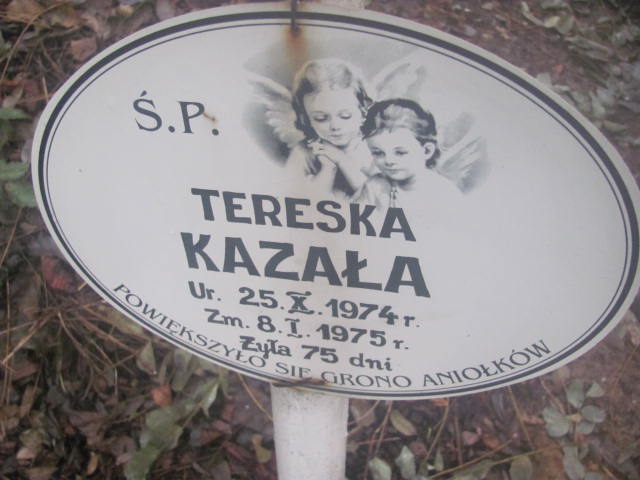 Ś.P.
TERESKA
KAZAŁA
Ur. 25.X.1974 r.
Zm. 8.I.1975 r.
Żyła 75 dni
POWIĘKSZYŁO SIĘ GRONO ANIOŁKÓW